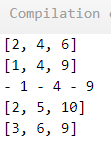 Compilation
[2, 4, 6]
[1, 4, 9]
- 1 - 4 - 9
[2, 5, 10]
[3, 6, 9]